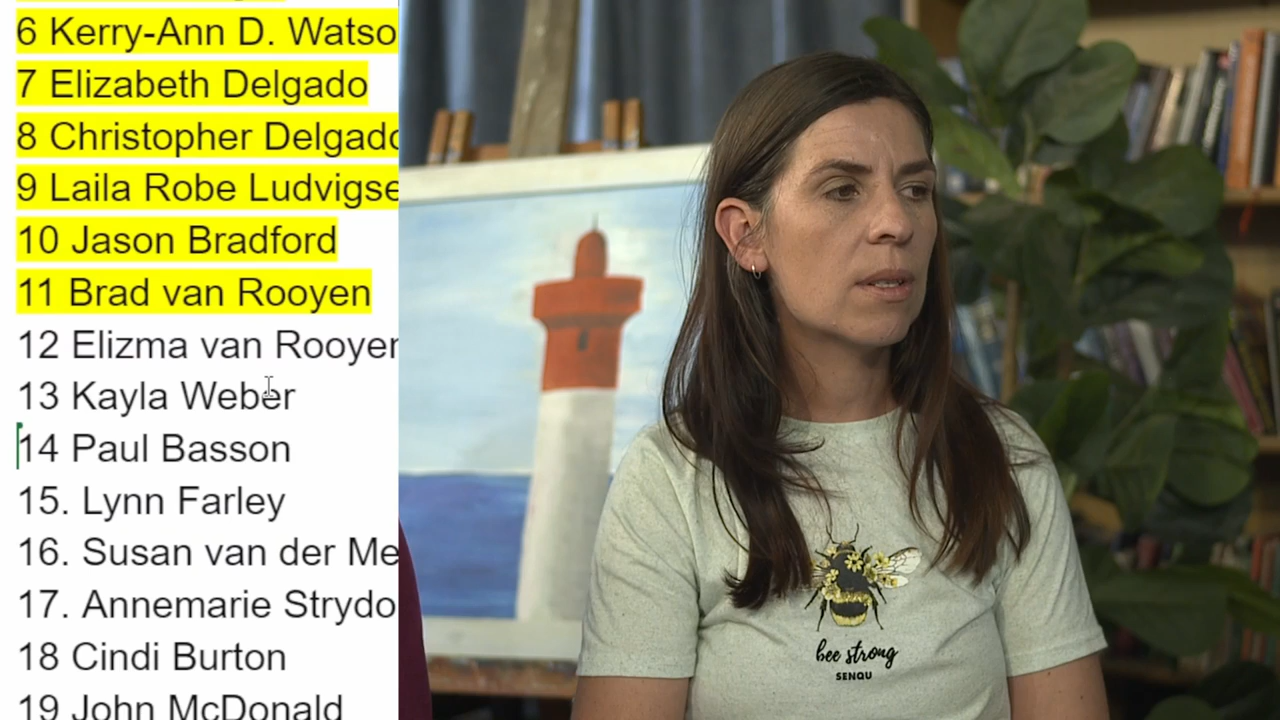 6 Kerry-Ann D. Watso
7 Elizabeth Delgado
8 Christopher Delgado
9 Laila Robe Ludvigse
10 Jason Bradford
11 Brad van Rooyen
12 Elizma van Rooyen
13 Kayla Weber
14 Paul Basson
15. Lynn Farley
16. Susan van der Me
17. Annemarie Strydo
18 Cindi Burton
19 John McDonald
bee strong
SENQU